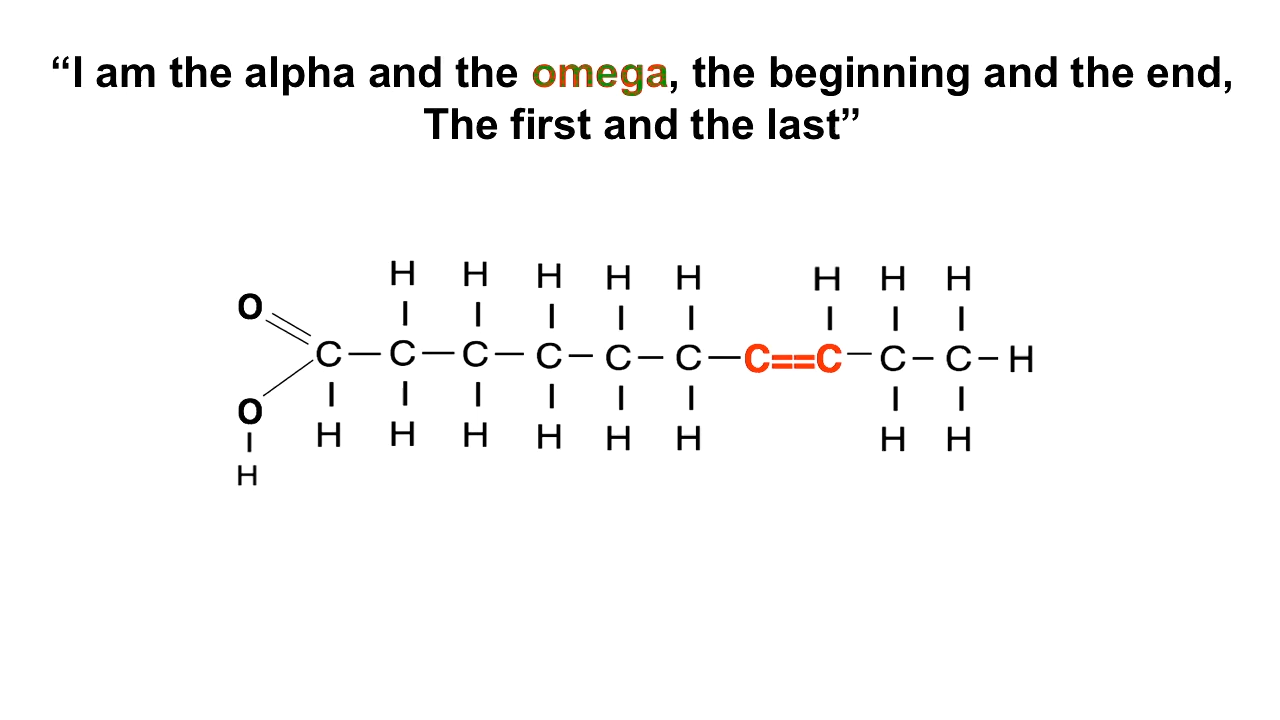 “I am the alpha and the omega, the beginning and the end,
The first and the last”
H H H H H H H H
O
C — C — C — C – C – C — C == C – C – C – H
O
H H H H H H H H
H